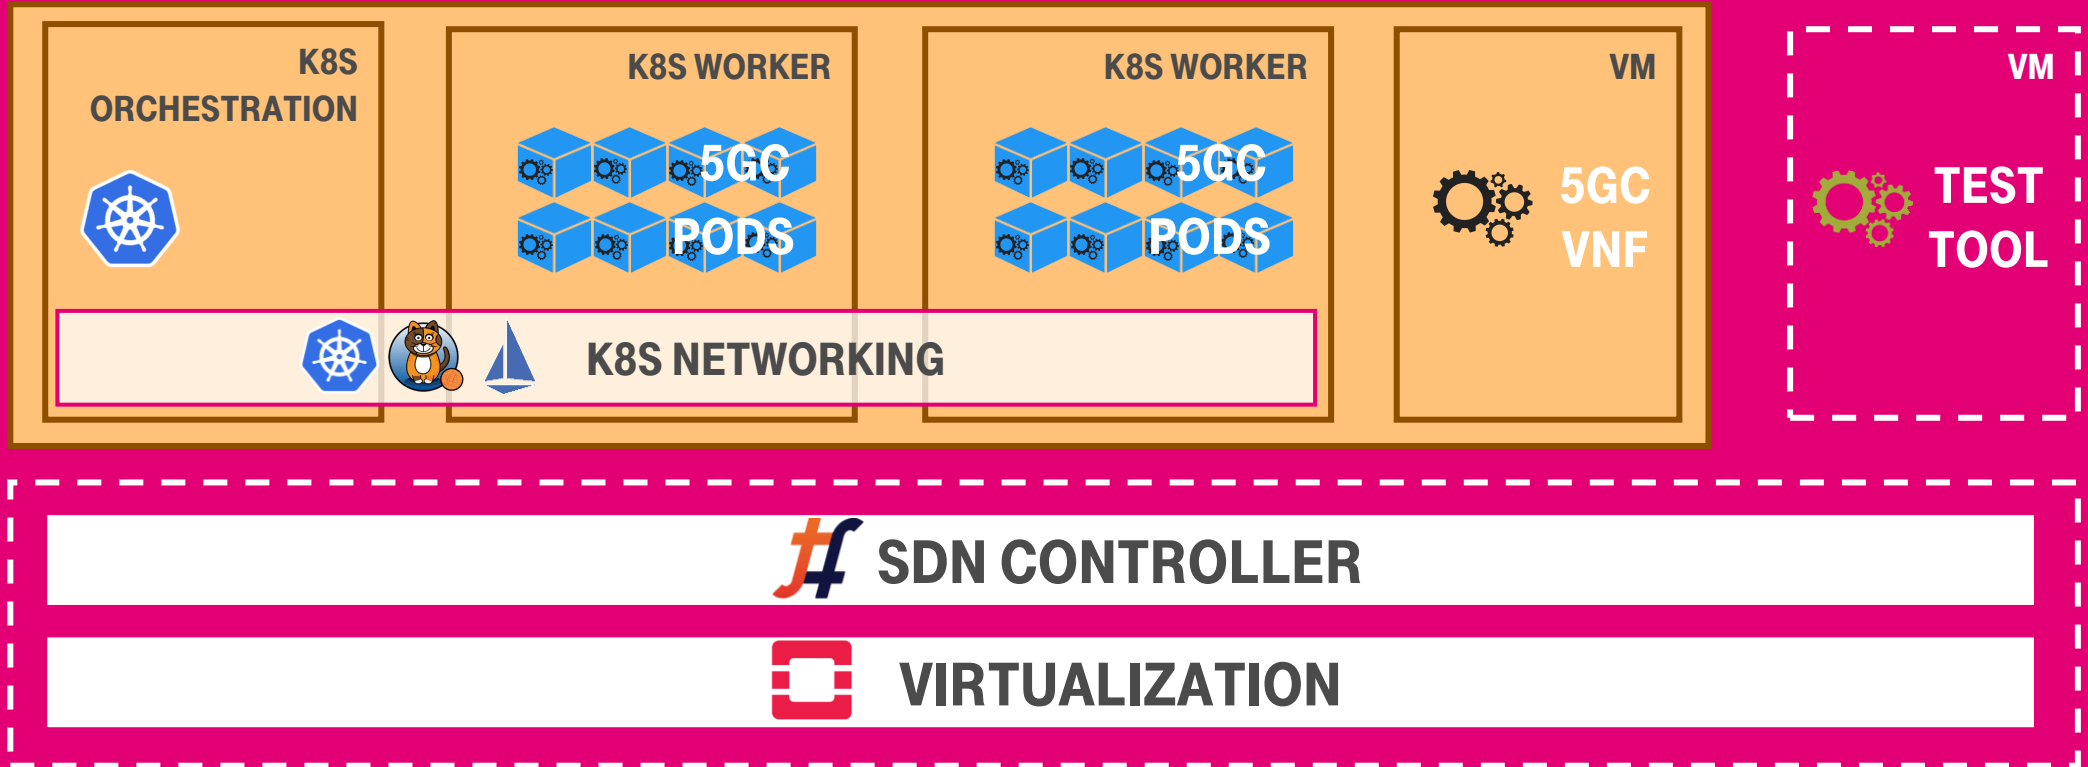 K8S
ORCHESTRATION
K8S WORKER
5GC
PODS
K8S WORKER
5GC
PODS
VM
5GC
VNF
VM
TEST
TOOL
K8S NETWORKING
SDN CONTROLLER
VIRTUALIZATION